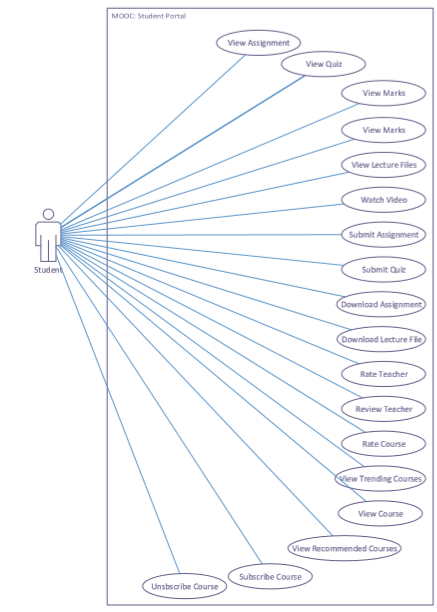 MOOC: Student Portal
View Assignment
View Quiz
View Marks
View Marks
View Lecture Files
Watch Video
Submit Assignment
Student
Submit Quiz
Download Assignment
Download Lecture File
Rate Teacher
Review Teacher
Rate Course
View Trending Courses
View Course
View Recommended Courses
Subscribe Course
Unsbscribe Course